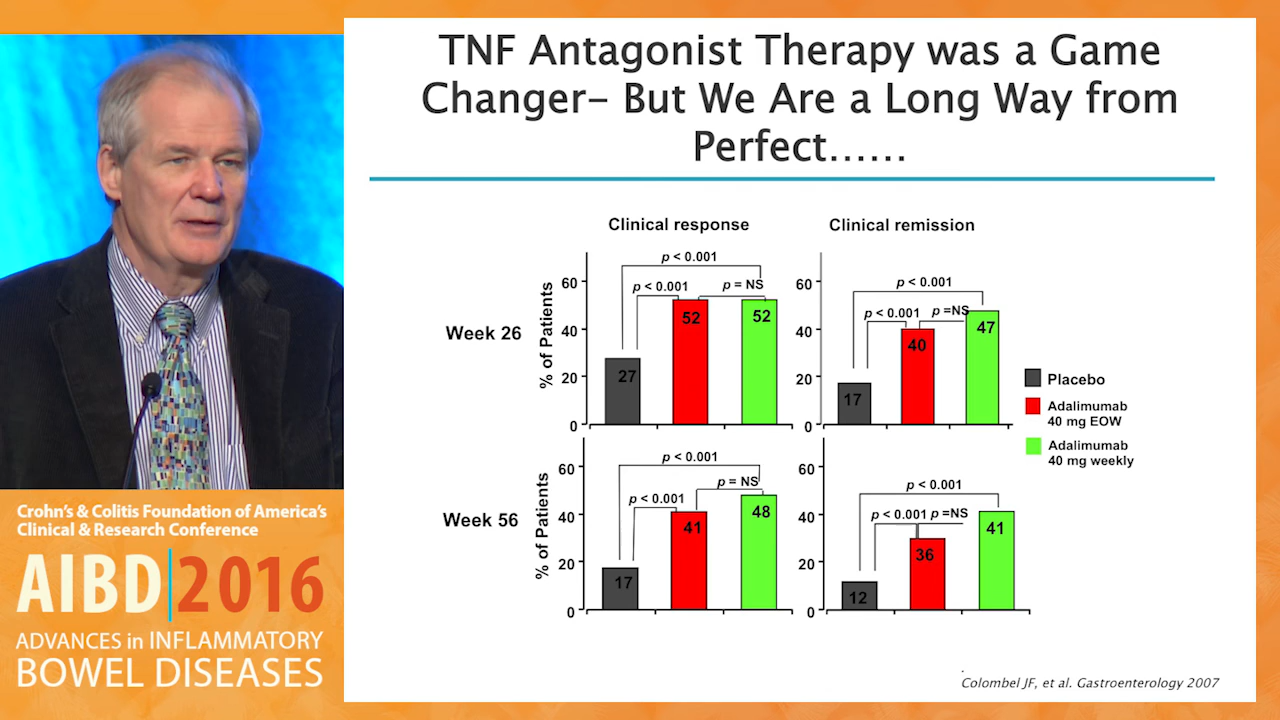 TNF Antagonist Therapy was a Game
Changer- But We Are a Long Way from
Perfect......
Clinical response
Clinical remission
Week 26
% of Patients
60
40
20
0
p < 0.001
p < 0.001
p = NS
27
52
52
60
40
20
0
p < 0.001
p < 0.001
p =NS
17
40
47
Placebo
Adalimumab
40 mg EOW
Adalimumab
40 mg weekly
Week 56
% of Patients
60
40
20
0
p < 0.001
p < 0.001
p = NS
17
41
48
60
40
20
0
p < 0.001
p < 0.001
p =NS
12
36
41
Colombel JF, et al. Gastroenterology 2007
Crohn's & Colitis Foundation of America's
Clinical & Research Conference
AIBD|2016
ADVANCES in INFLAMMATORY
BOWEL DISEASES